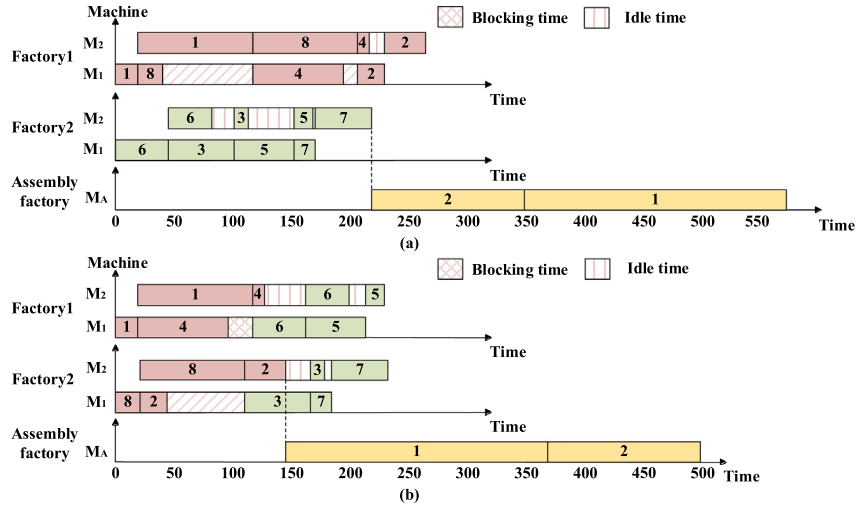 Machine
Blocking time Idle time
M2 1 8 4 2
Factory1
M1 1 8 4 2
Time
M2 6 3 5 7
Factory2
M1 6 3 5 7
Time
Assembly factory MA 2 1
0 50 100 150 200 250 300 350 400 450 500 550
Time
(a)
Machine
Blocking time Idle time
M2 1 4 6 5
Factory1
M1 1 4 6 5
Time
M2 8 2 3 7
Factory2
M1 8 2 3 7
Time
Assembly factory MA 1 2
0 50 100 150 200 250 300 350 400 450 500 Time
(b)